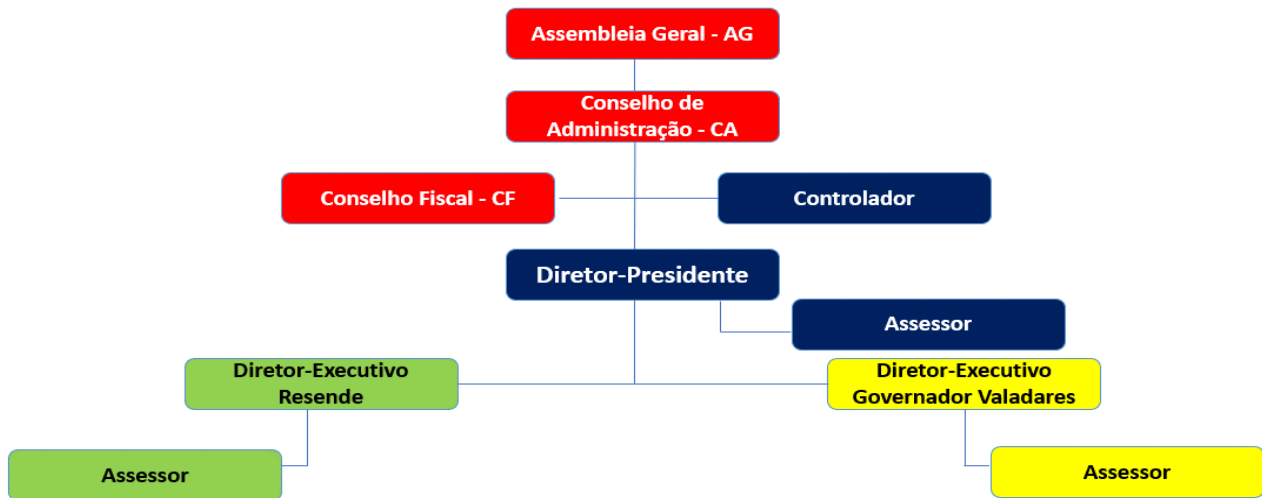 Assembleia Geral - AG
Conselho de
Administração - CA
Conselho Fiscal - CF
Controlador
Diretor-Presidente
Assessor
Diretor-Executivo
Resende
Diretor-Executivo
Governador Valadares
Assessor
Assessor